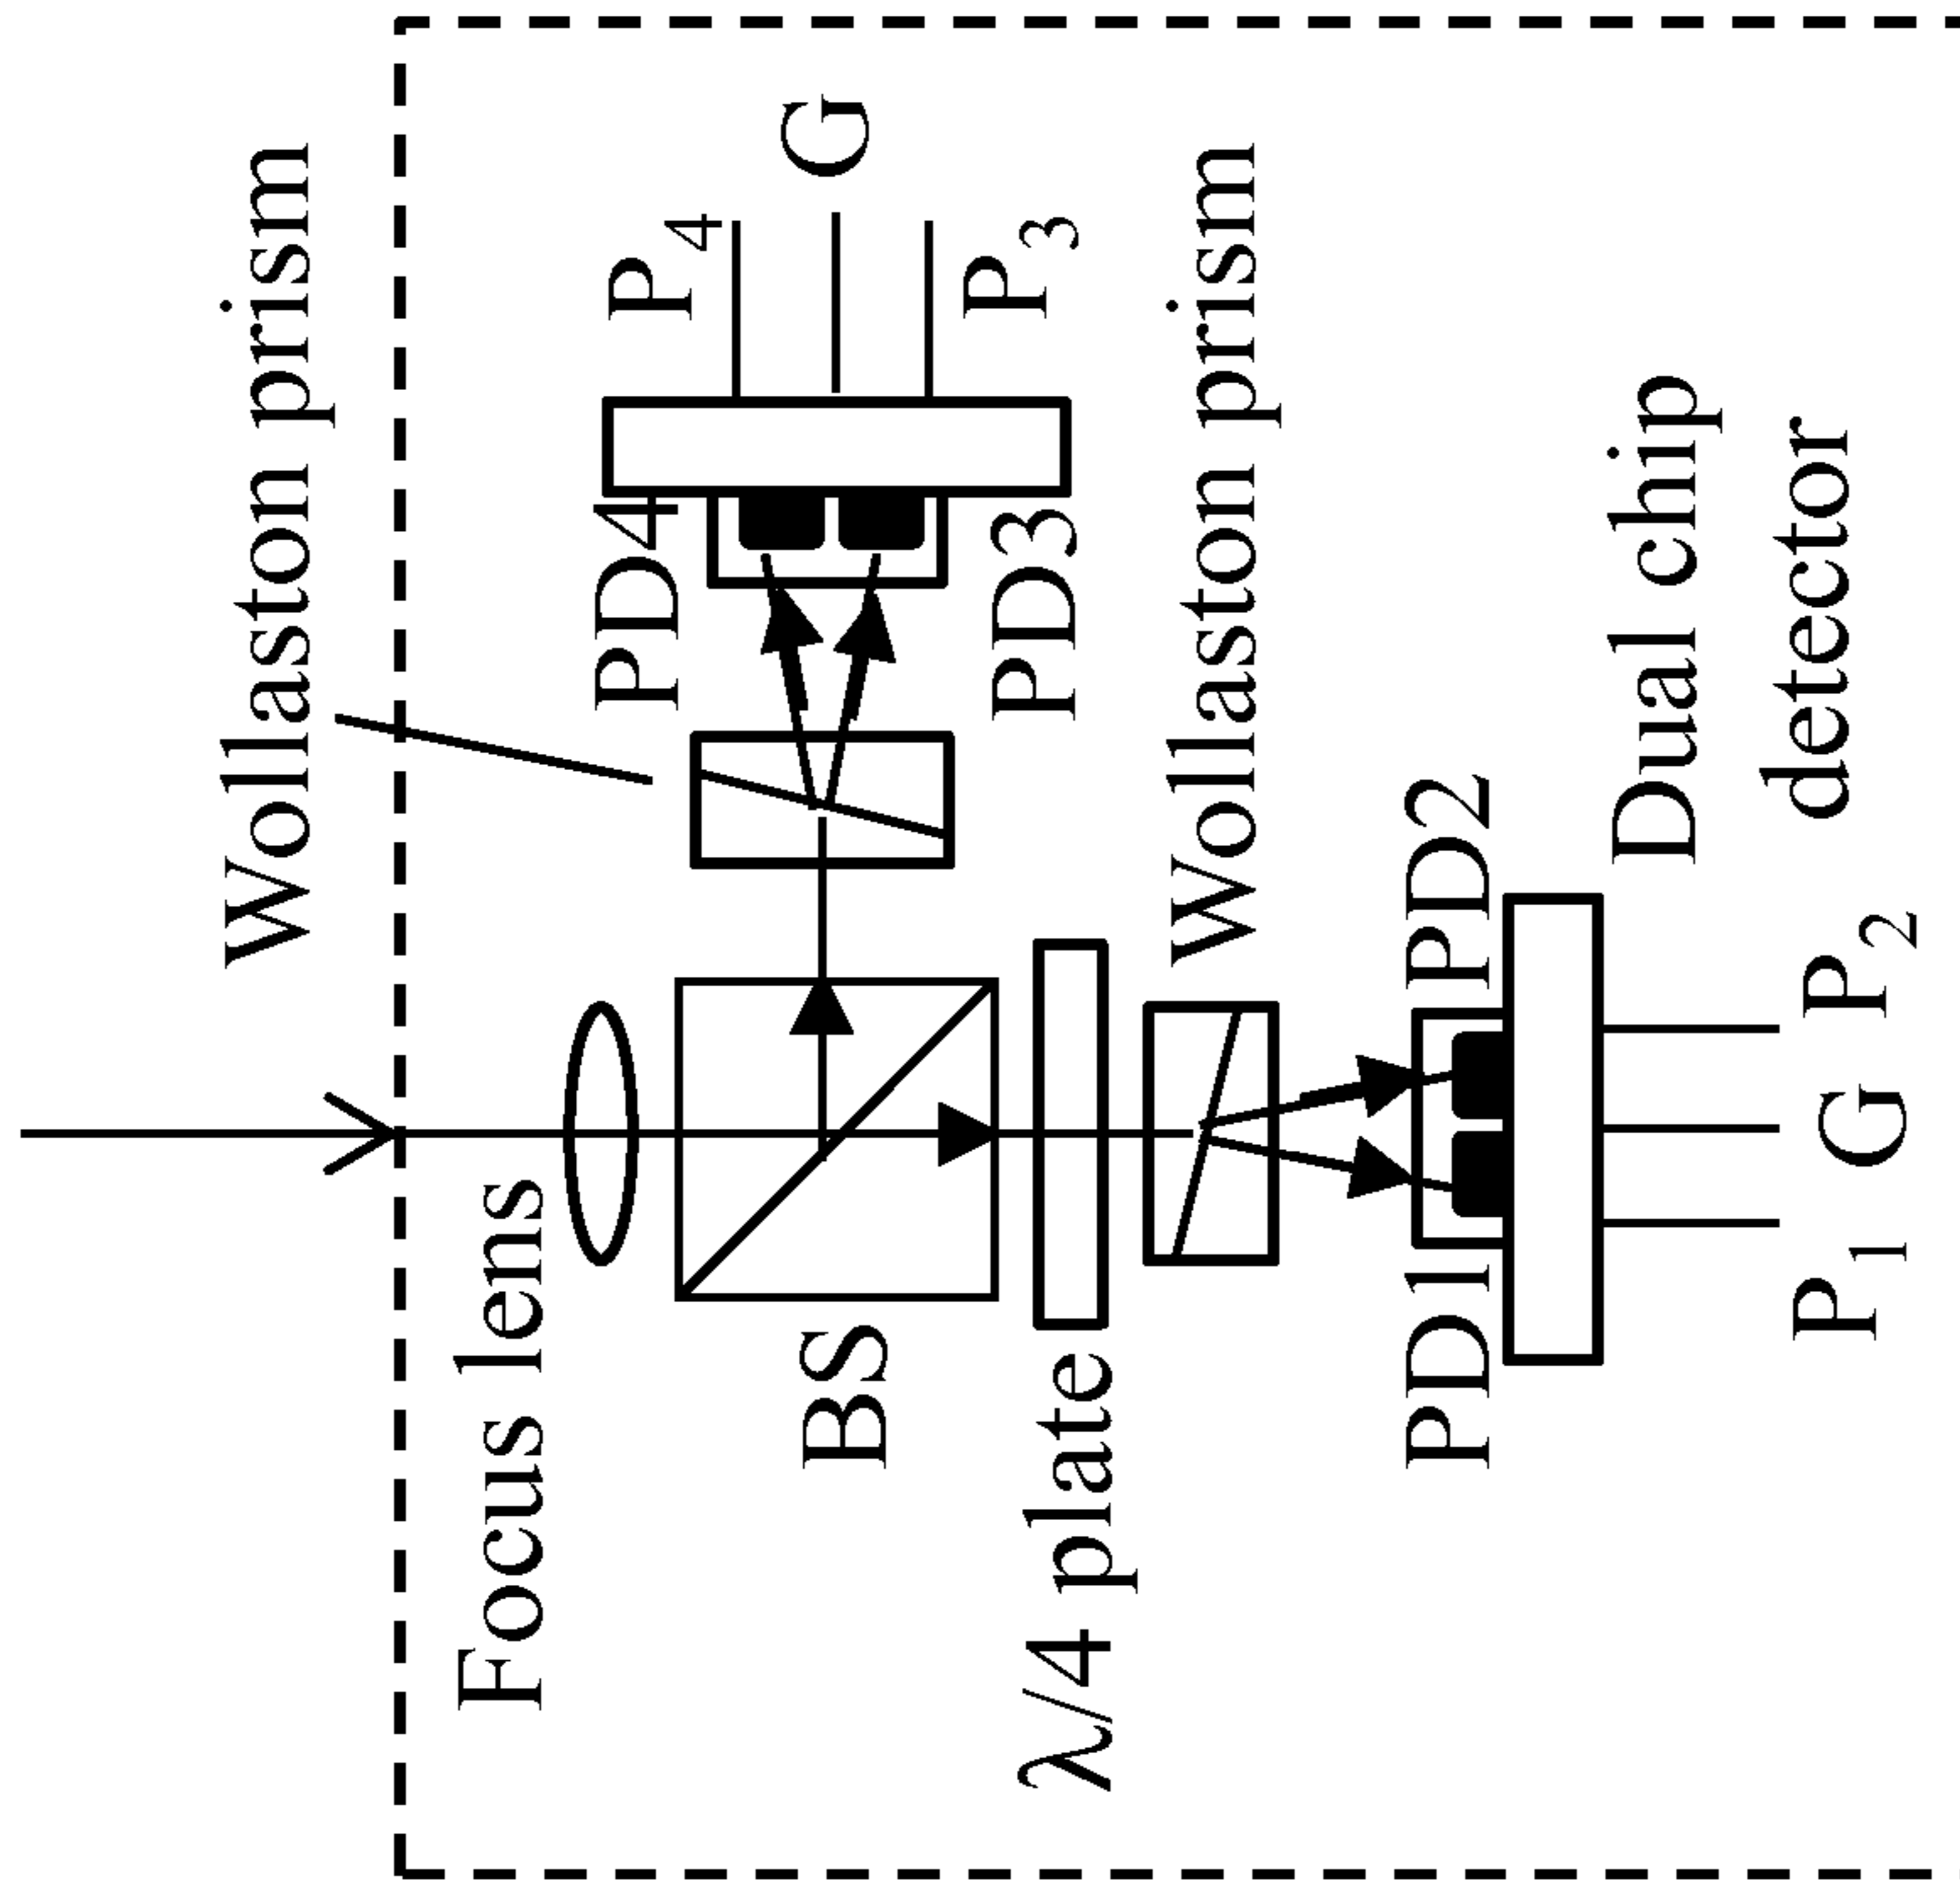 Wollaston prism
Focus lens
PD4
P4
G
BS
PD3
P3
λ/4 plate
Wollaston prism
PD1
PD2
Dual chip
detector
P1
G
P2